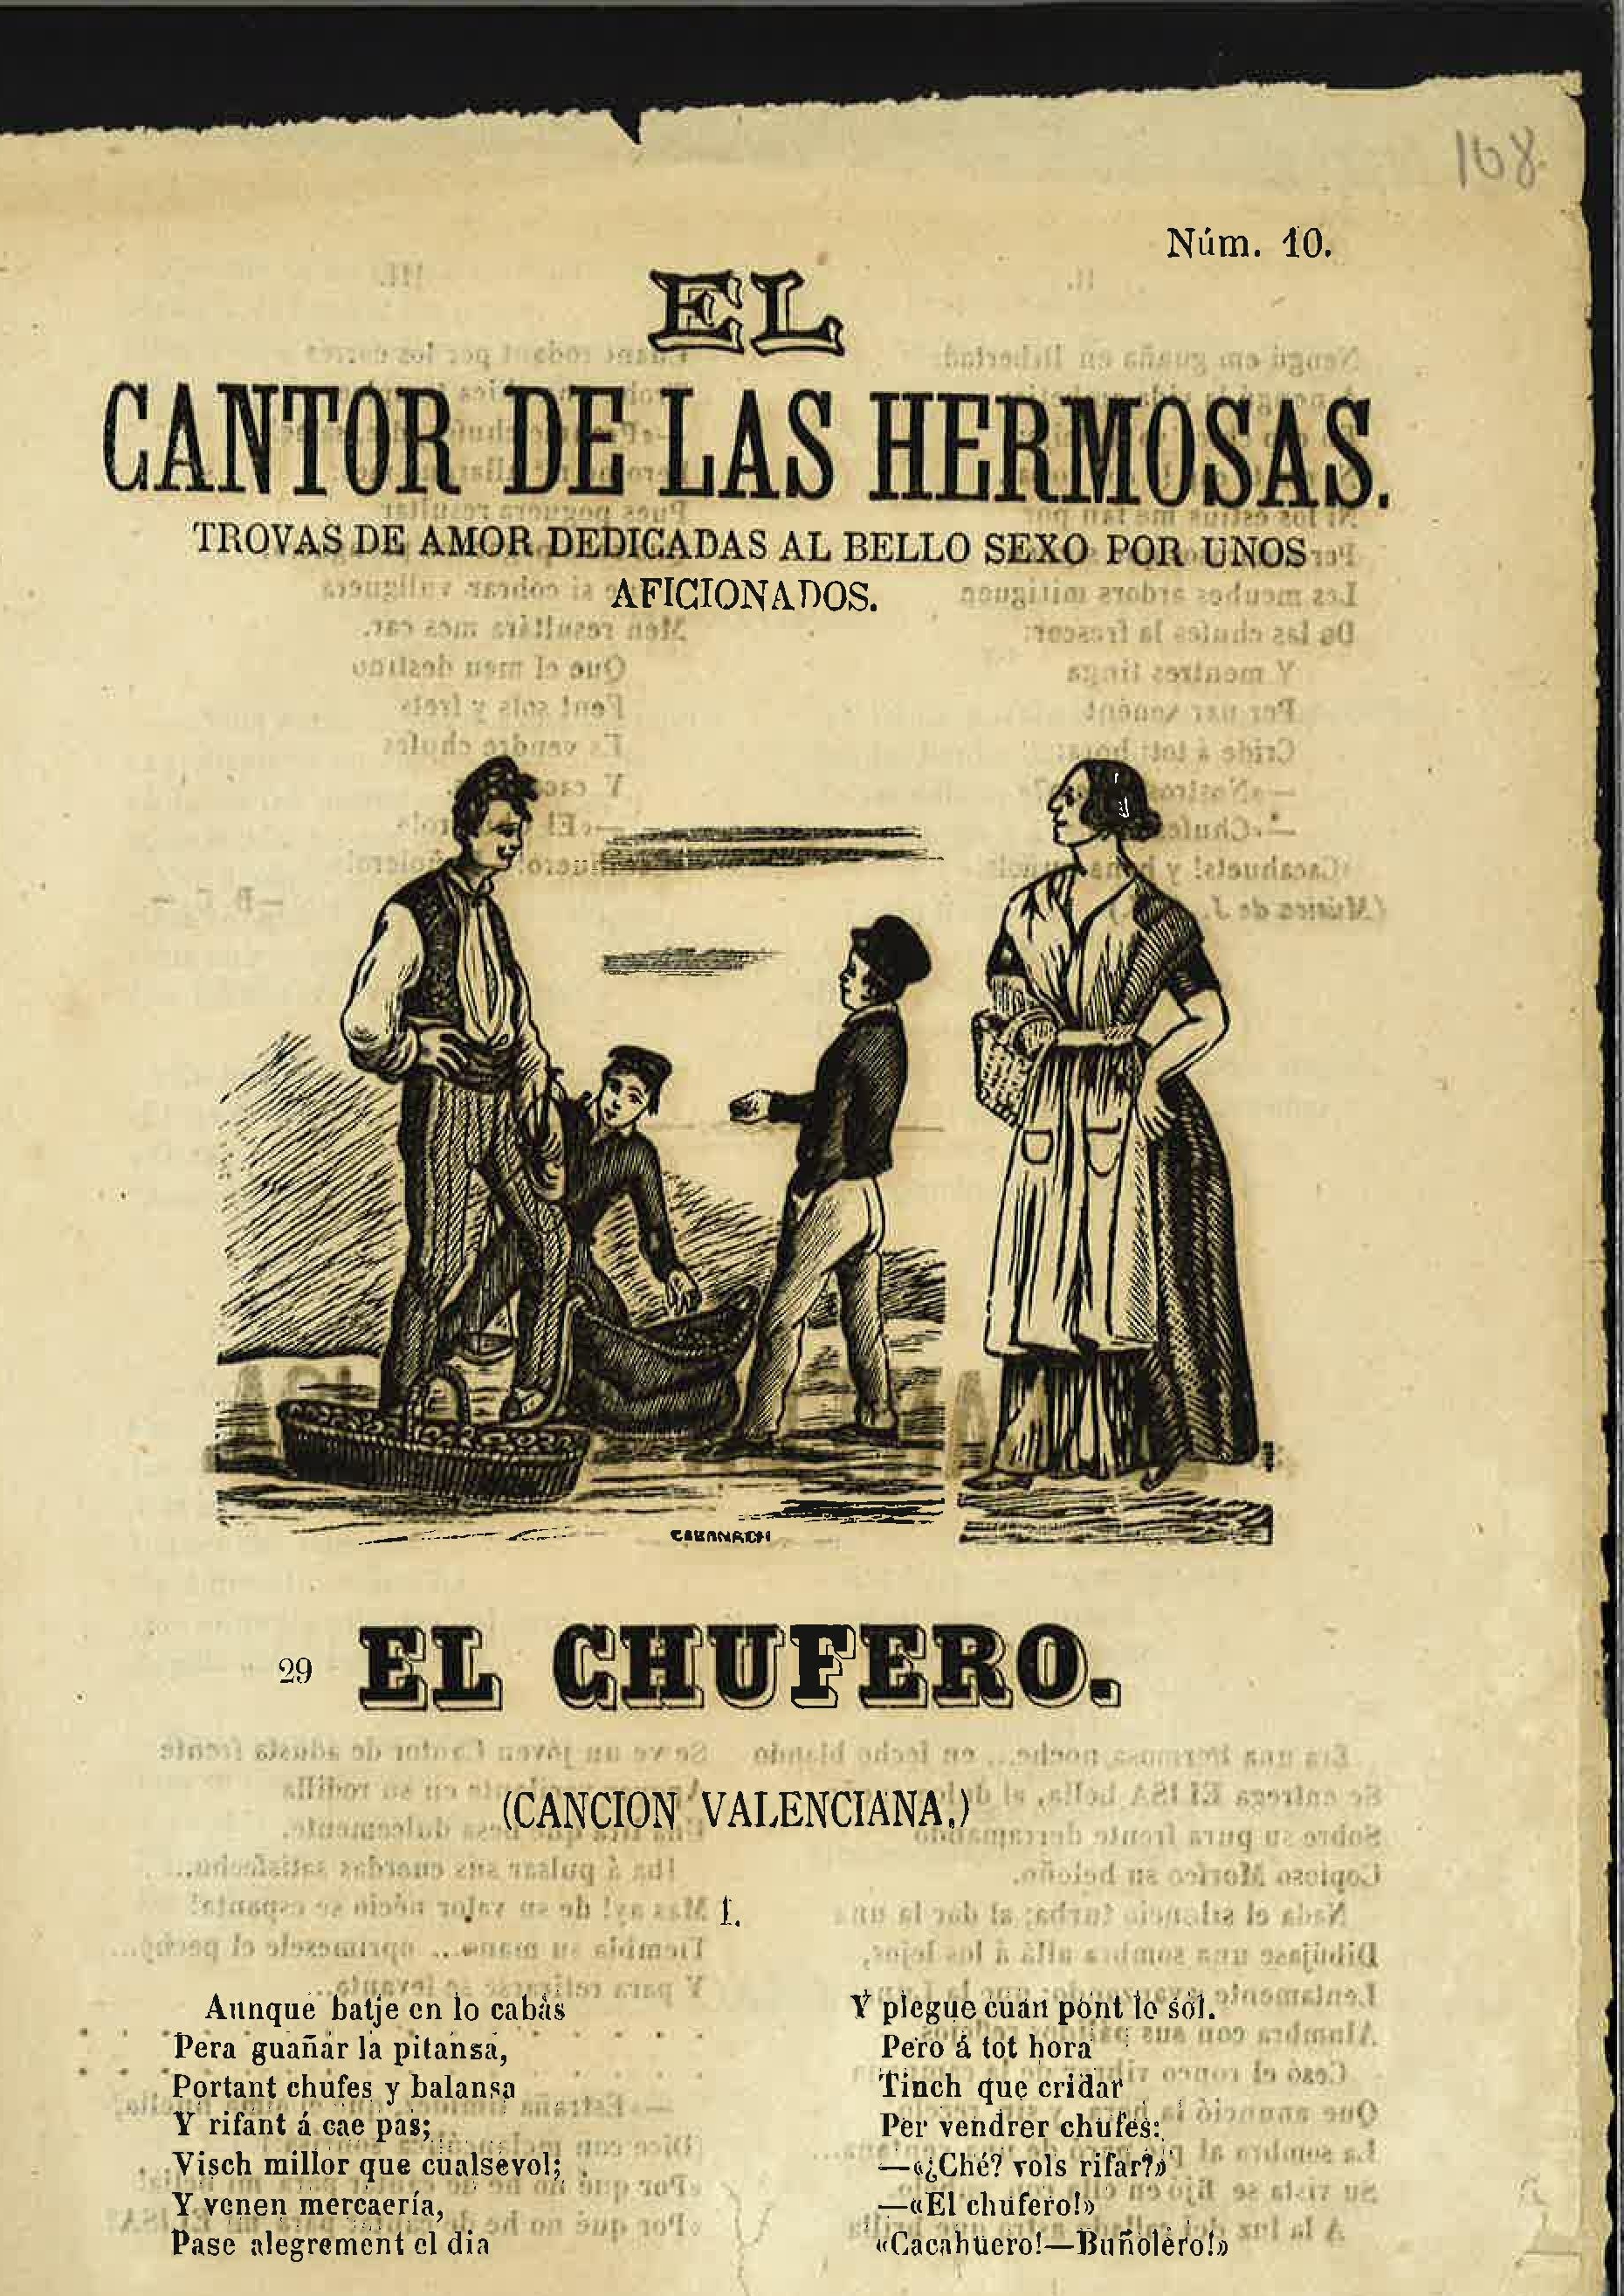 168
Núm. 10.
EL
CANTOR DE LAS HERMOSAS.
TROVAS DE AMOR DEDICADAS AL BELLO SEXO POR UNOS
AFICIONADOS.
29 EL CHUFERO.
(CANCION VALENCIANA.)
I.
Aunque batje en lo cabás
Pera guañar la pitansa,
Portant chufes y balansa
Y rifant á cae pas;
Visch millor que cualsevol;
Y venen mercaería,
Pase alegrement el dia
Y plegue cuan pont lo sol.
Pero á tot hora
Tinch que cridar
Per vendrer chufes:
—«¿Ché? vols rifar?»
—«El chufero!»
«Cacahuero!—Buñolero!»